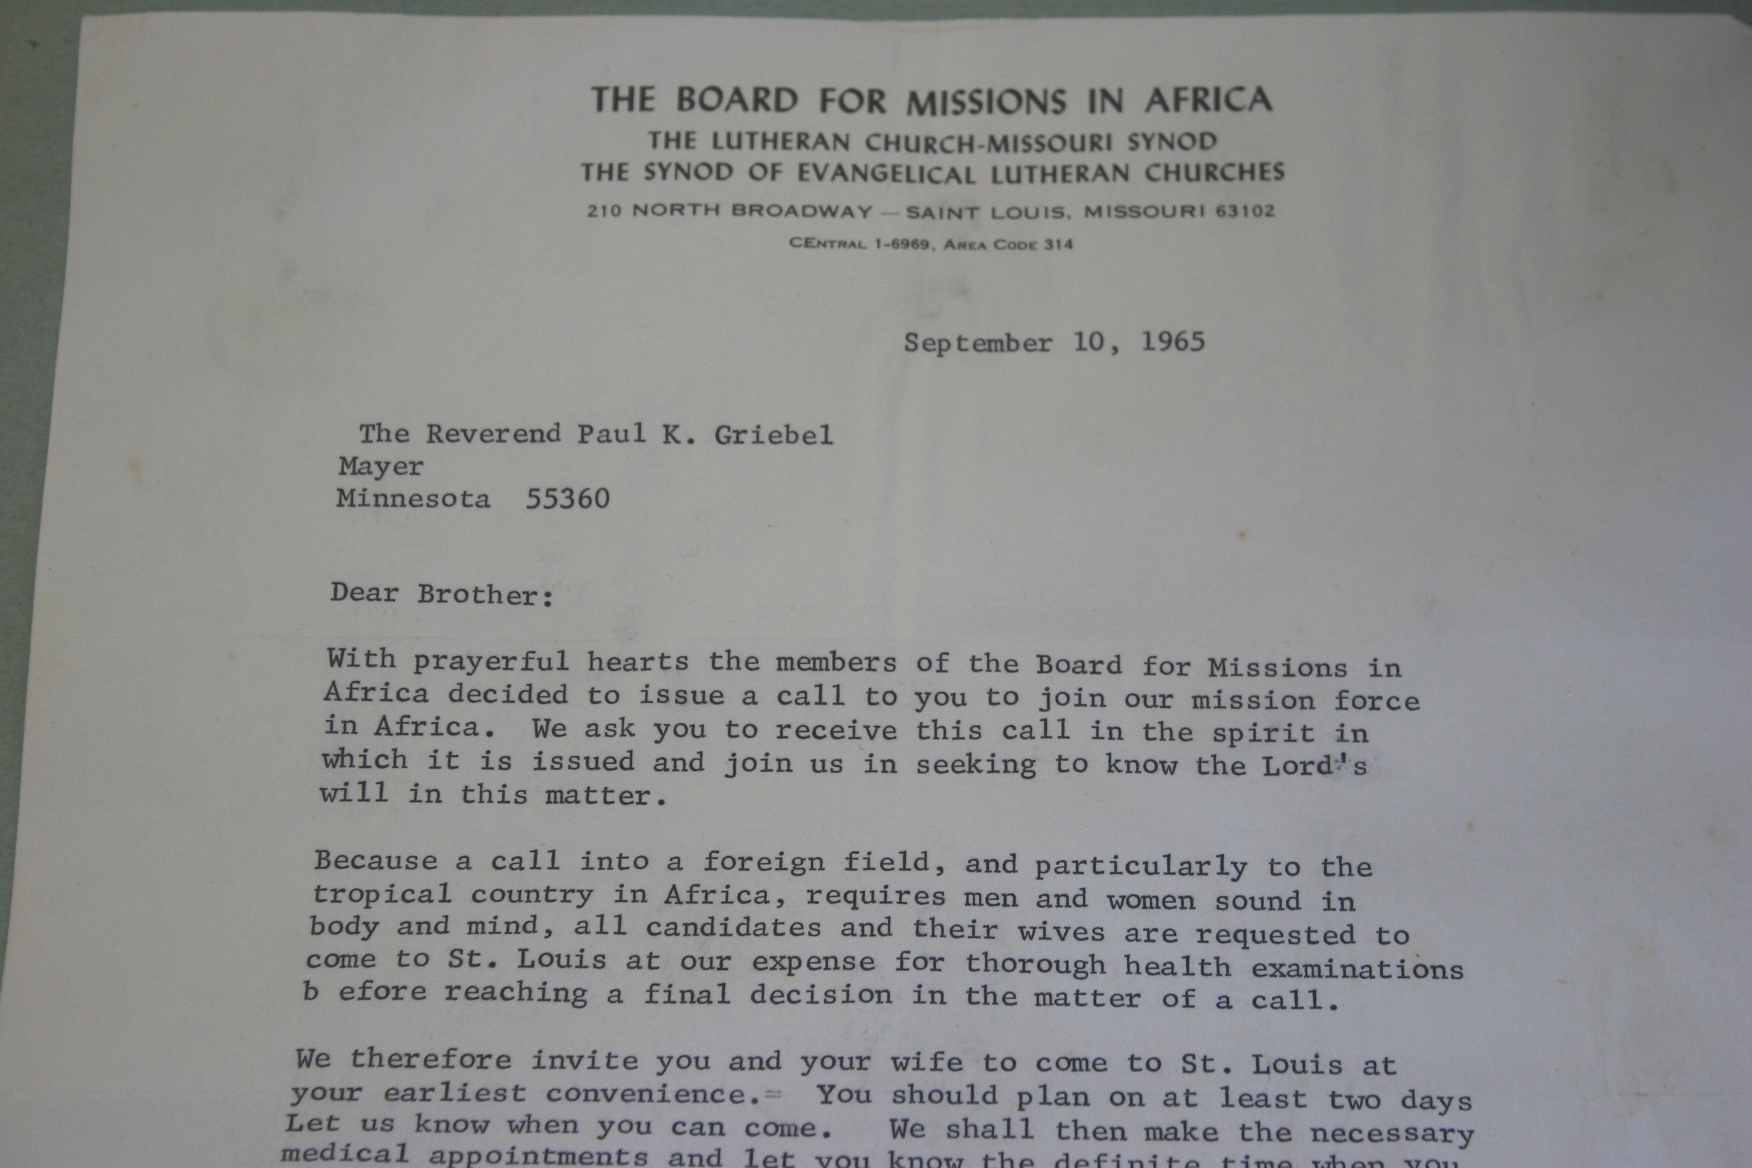 THE BOARD FOR MISSIONS IN AFRICA
THE LUTHERAN CHURCH-MISSOURI SYNOD
THE SYNOD OF EVANGELICAL LUTHERAN CHURCHES
210 NORTH BROADWAY — SAINT LOUIS, MISSOURI 63102
CENTRAL 1-6969, AREA CODE 314
September 10, 1965
The Reverend Paul K. Griebel
Mayer
Minnesota 55360
Dear Brother:
With prayerful hearts the members of the Board for Missions in
Africa decided to issue a call to you to join our mission force
in Africa. We ask you to receive this call in the spirit in
which it is issued and join us in seeking to know the Lord's
will in this matter.
Because a call into a foreign field, and particularly to the
tropical country in Africa, requires men and women sound in
body and mind, all candidates and their wives are requested to
come to St. Louis at our expense for thorough health examinations
b efore reaching a final decision in the matter of a call.
We therefore invite you and your wife to come to St. Louis at
your earliest convenience.= You should plan on at least two days
Let us know when you can come. We shall then make the necessary
medical appointments and let you know the definite time when you